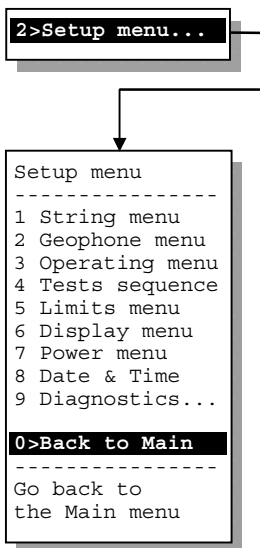 2>Setup menu...
Setup menu
----------------
1 String menu
2 Geophone menu
3 Operating menu
4 Tests sequence
5 Limits menu
6 Display menu
7 Power menu
8 Date & Time
9 Diagnostics...
0>Back to Main
----------------
Go back to
the Main menu